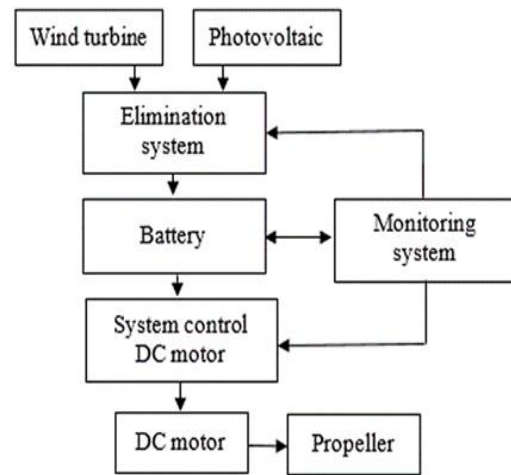 Wind turbine
Photovoltaic
Elimination
system
Battery
Monitoring
system
System control
DC motor
DC motor
Propeller